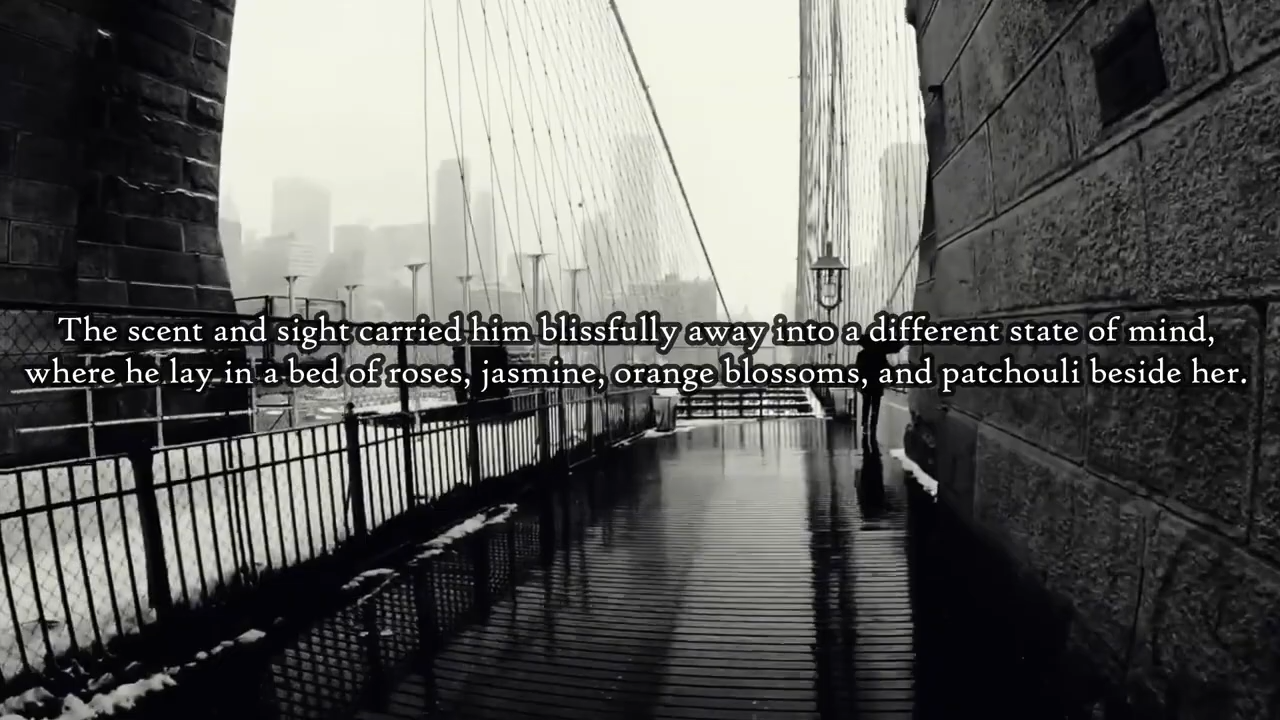 The scent and sight carried him blissfully away into a different state of mind,
where he lay in a bed of roses, jasmine, orange blossoms, and patchouli beside her.